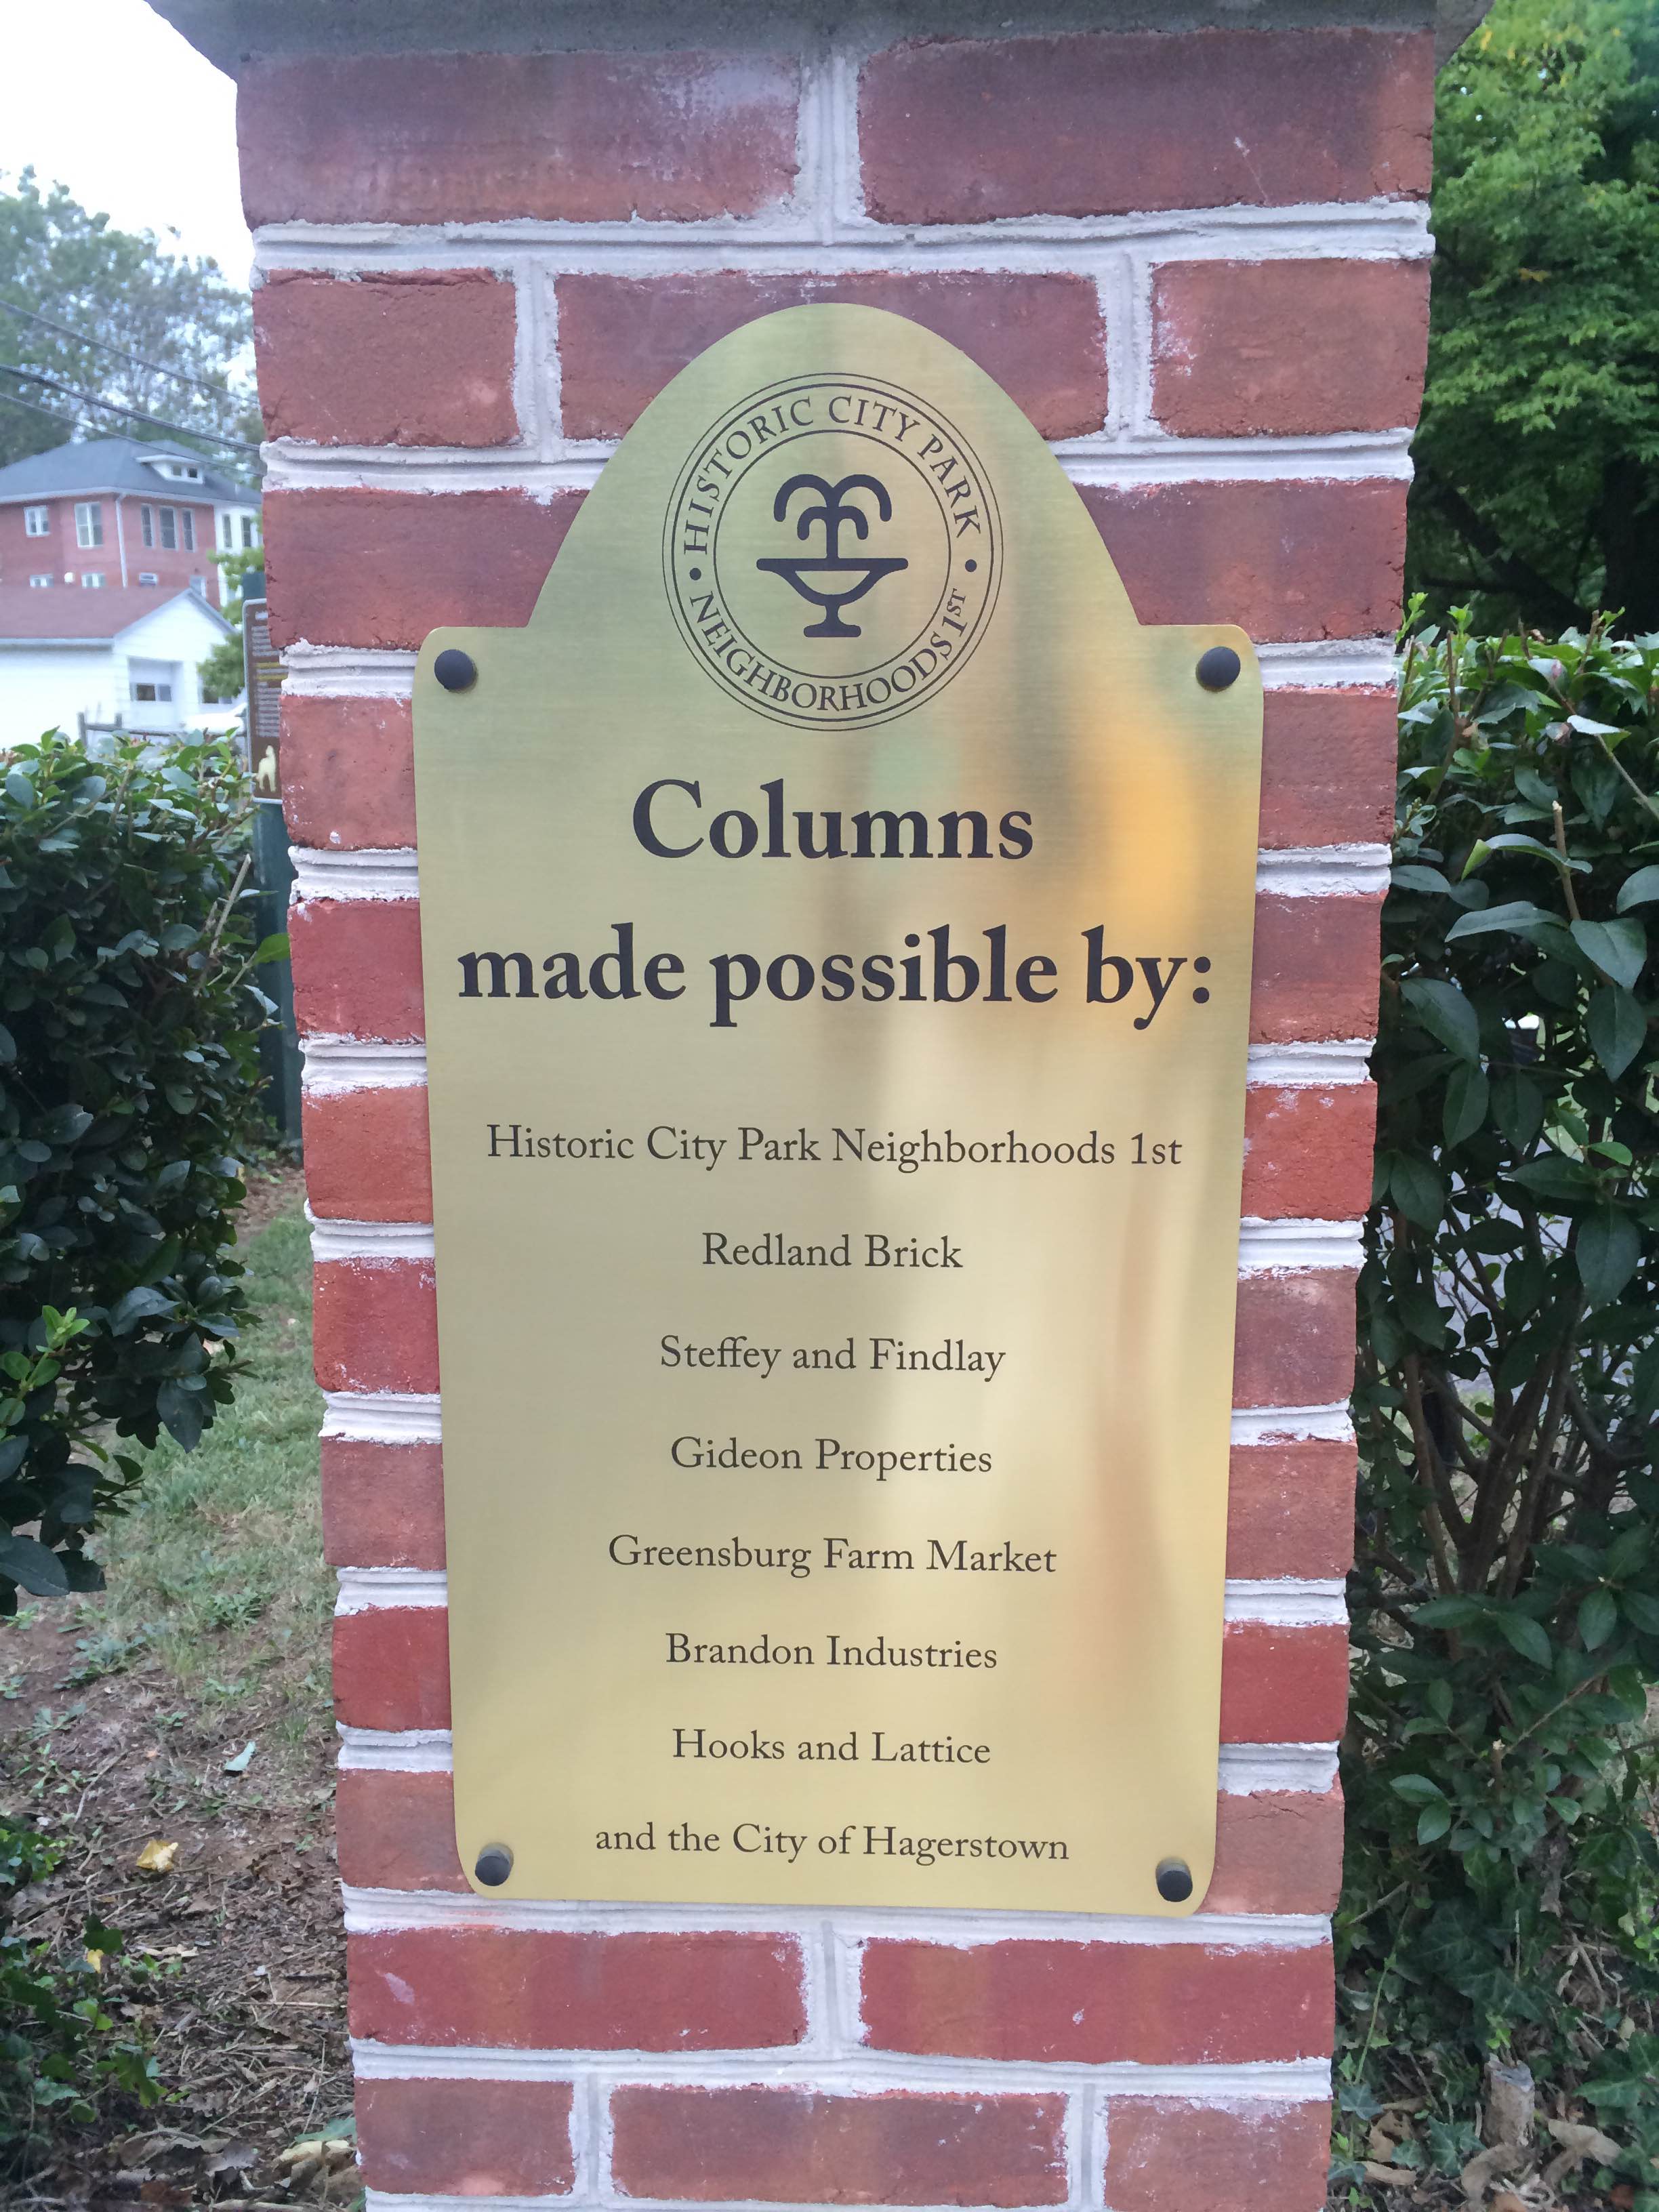 • HISTORIC CITY PARK •
NEIGHBORHOODS 1ST
Columns
made possible by:
Historic City Park Neighborhoods 1st
Redland Brick
Steffey and Findlay
Gideon Properties
Greensburg Farm Market
Brandon Industries
Hooks and Lattice
and the City of Hagerstown